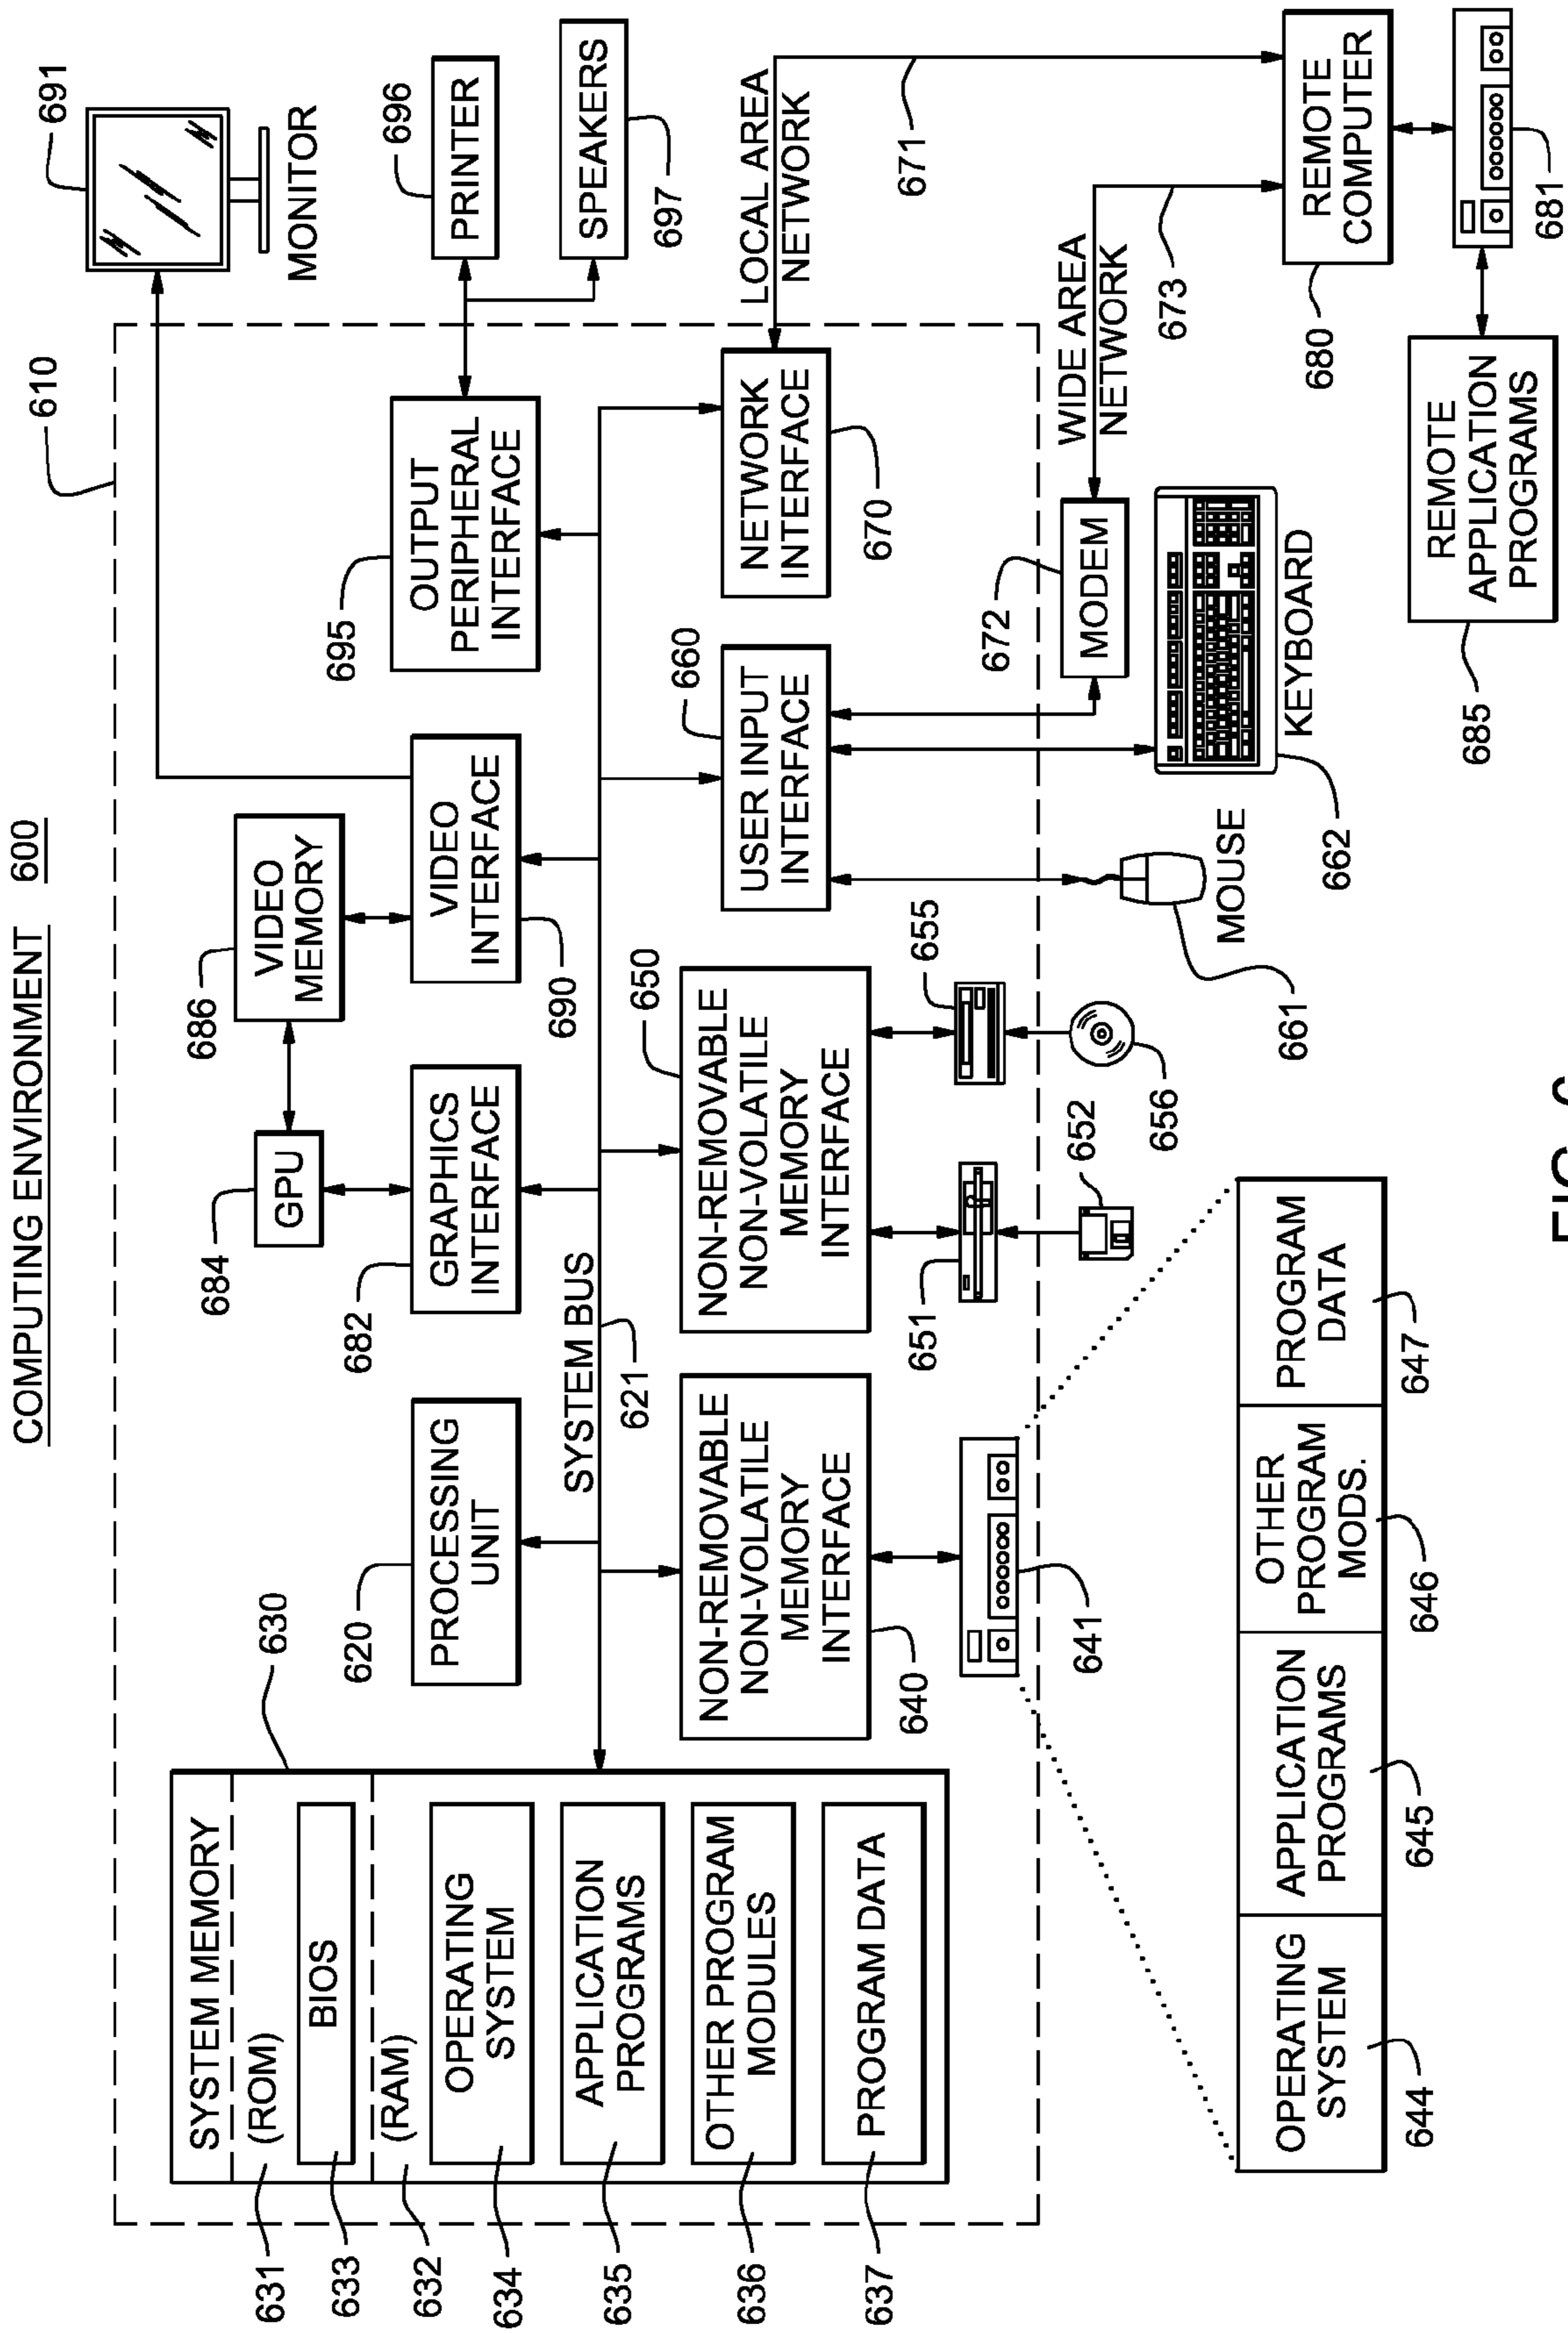 COMPUTING ENVIRONMENT 600
610
691
MONITOR
686
VIDEO
MEMORY
684
GPU
696
PRINTER
SPEAKERS
697
630
SYSTEM MEMORY
631
(ROM)
633
BIOS
632
(RAM)
634
OPERATING
SYSTEM
635
APPLICATION
PROGRAMS
636
OTHER PROGRAM
MODULES
637
PROGRAM DATA
620
PROCESSING
UNIT
682
GRAPHICS
INTERFACE
VIDEO
INTERFACE
690
695
OUTPUT
PERIPHERAL
INTERFACE
SYSTEM BUS
621
NON-REMOVABLE
NON-VOLATILE
MEMORY
INTERFACE
640
650
NON-REMOVABLE
NON-VOLATILE
MEMORY
INTERFACE
660
USER INPUT
INTERFACE
NETWORK
INTERFACE
670
LOCAL AREA
NETWORK
671
641
651
652
655
656
MOUSE
661
672
MODEM
KEYBOARD
662
WIDE AREA
NETWORK
673
REMOTE
COMPUTER
680
681
REMOTE
APPLICATION
PROGRAMS
685
OPERATING
SYSTEM
644
APPLICATION
PROGRAMS
645
OTHER
PROGRAM
MODS.
646
PROGRAM
DATA
647